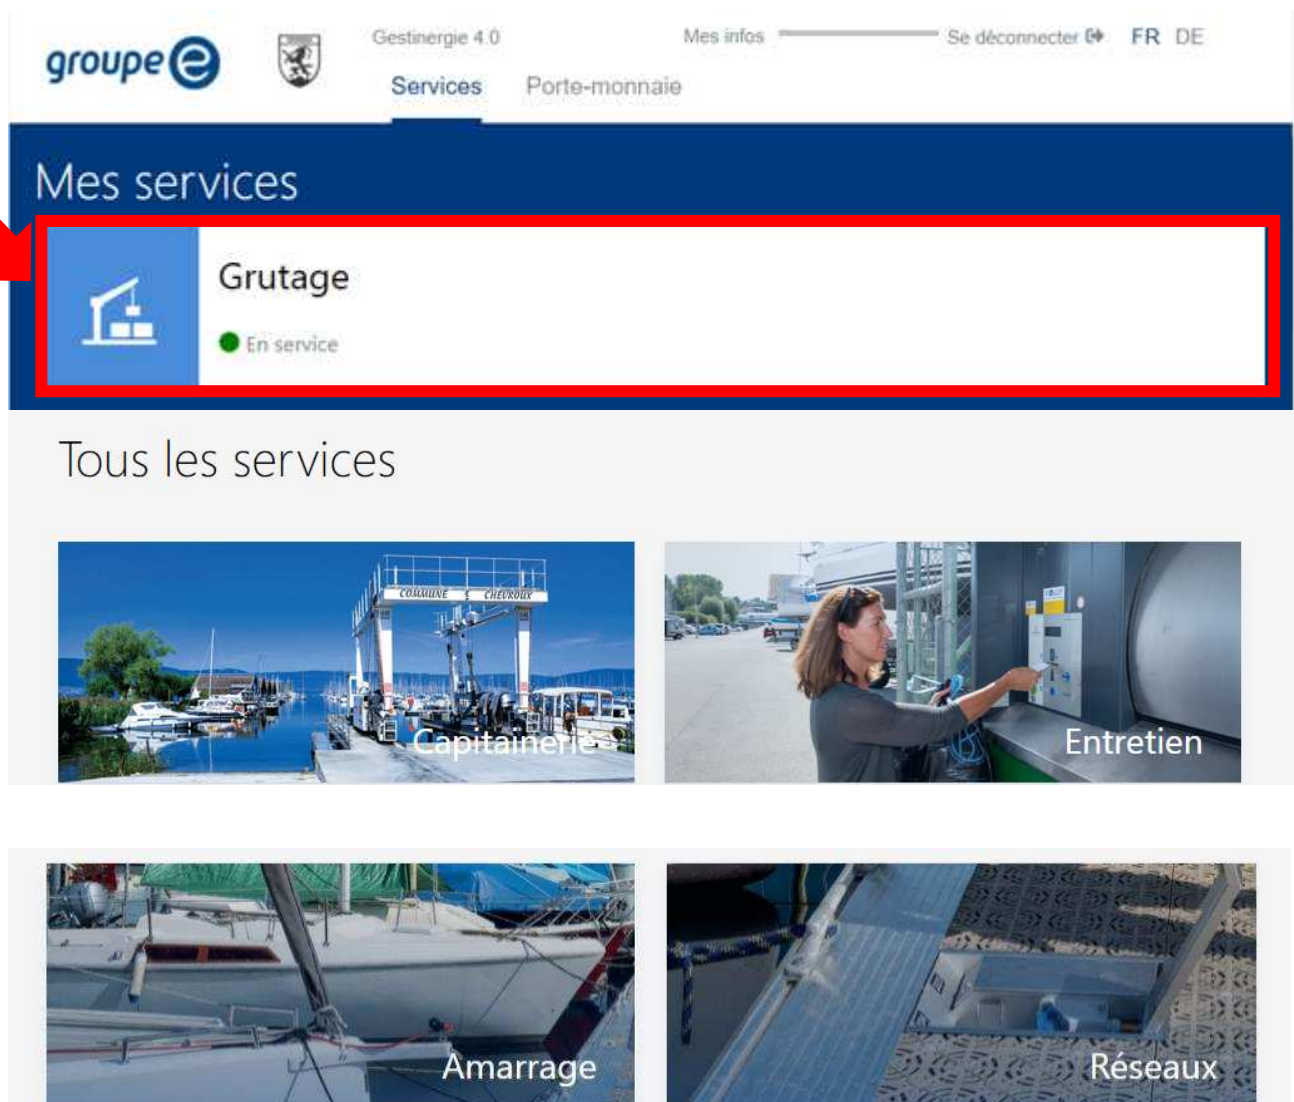 groupe e
Gestinergie 4.0
Mes infos
Se déconnecter
FR DE
Services
Porte-monnaie
Mes services
Grutage
En service
Tous les services
COMMUNE CHEVROUX
Capitainerie
Entretien
Amarrage
Réseaux